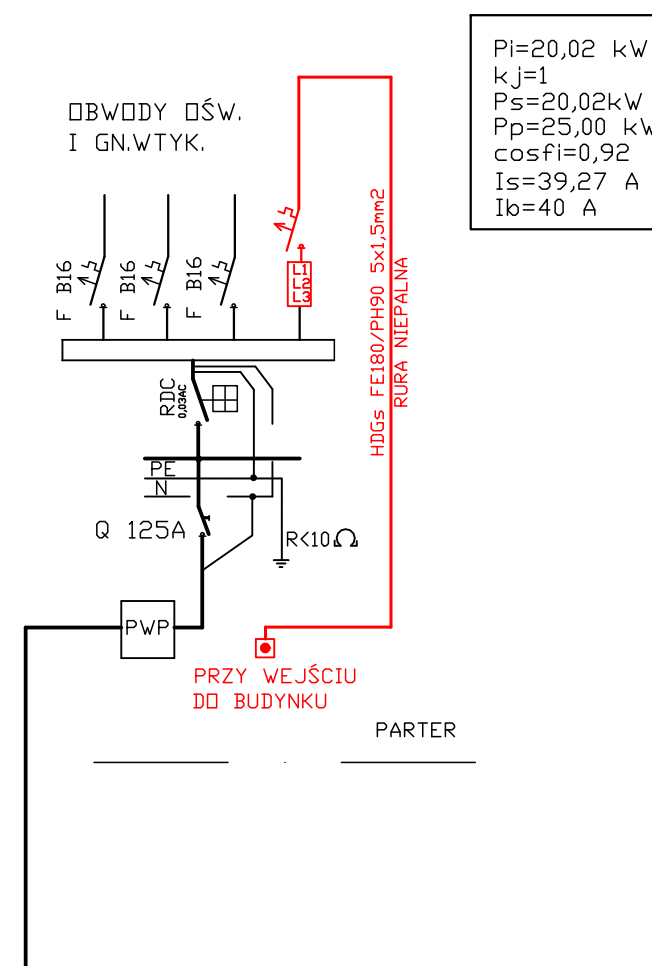 Pi=20,02 kW
kj=1
Ps=20,02kW
Pp=25,00 kW
cosfi=0,92
Is=39,27 A
Ib=40 A
OBWODY OŚW.
I GN.WTYK.
F B16
F B16
F B16
L1
L2
L3
HDGs FE180/PH90 5x1,5mm2
RURA NIEPALNA
RDC
0,03AC
PE
N
Q 125A
R<10Ω
PWP
PRZY WEJŚCIU
DO BUDYNKU
PARTER